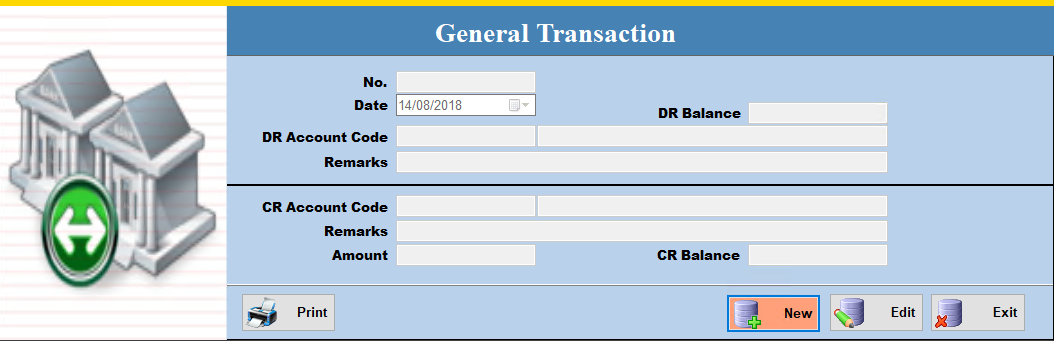 General Transaction
No.
Date 14/08/2018
DR Balance
DR Account Code
Remarks
CR Account Code
Remarks
Amount CR Balance
Print New Edit Exit